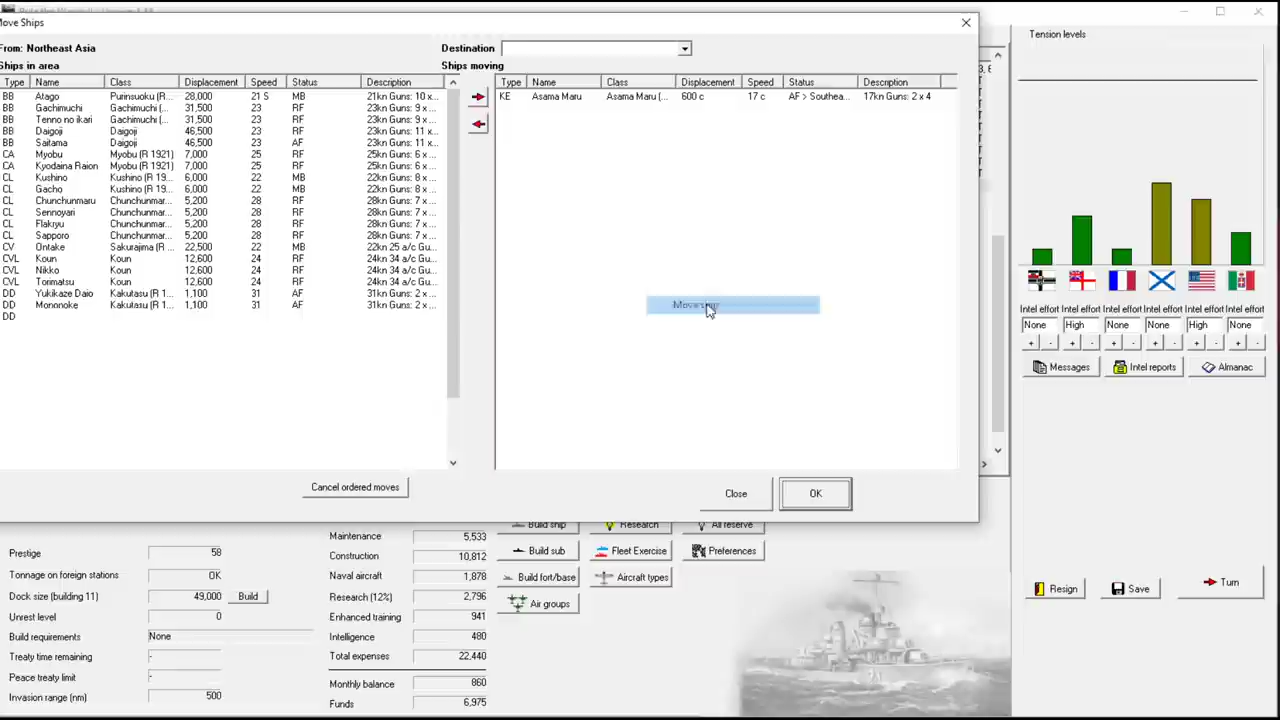 Move Ships
From: Northeast Asia
Destination
Ships in area
Ships moving
Type Name Class Displacement Speed Status Description
BB Atago Purinsuoku (R... 28,000 21 S MB 21kn Guns: 10 x...
BB Gachimuchi Gachimuchi (... 31,500 23 RF 23kn Guns: 9 x...
BB Tenno no ikari Gachimuchi (... 31,500 23 RF 23kn Guns: 9 x...
BB Daigoji Daigoji 46,500 23 RF 23kn Guns: 11 x...
BB Saitama Daigoji 46,500 23 AF 23kn Guns: 11 x...
CA Myobu Myobu (R 1921) 7,000 25 RF 25kn Guns: 6 x...
CA Kyodaina Raion Myobu (R 1921) 7,000 25 RF 25kn Guns: 6 x...
CL Kushino Kushino (R 19... 6,000 22 MB 22kn Guns: 8 x...
CL Gacho Kushino (R 19... 6,000 22 MB 22kn Guns: 8 x...
CL Chunchunmaru Chunchunmar... 5,200 28 RF 28kn Guns: 7 x...
CL Sennoyari Chunchunmar... 5,200 28 RF 28kn Guns: 7 x...
CL Flakryu Chunchunmar... 5,200 28 RF 28kn Guns: 7 x...
CL Sapporo Chunchunmar... 5,200 28 RF 28kn Guns: 7 x...
CV Ontake Sakurajima (R ... 22,500 22 MB 22kn 25 a/c Gu...
CVL Koun Koun 12,600 24 RF 24kn 34 a/c Gu...
CVL Nikko Koun 12,600 24 RF 24kn 34 a/c Gu...
CVL Torimatsu Koun 12,600 24 RF 24kn 34 a/c Gu...
DD Yukikaze Daio Kakutasu (R 1... 1,100 31 AF 31kn Guns: 2 x...
DD Mononoke Kakutasu (R 1... 1,100 31 AF 31kn Guns: 2 x...
DD
Type Name Class Displacement Speed Status Description
KE Asama Maru Asama Maru (... 600 c 17 c AF > Southea... 17kn Guns: 2 x 4
Cancel ordered moves
Close
OK
Tension levels
Intel effort Intel effort Intel effort Intel effort Intel effort Intel effort
None High None None High None
+ - + - + - + - + - + -
Messages Intel reports Almanac
Prestige 58
Tonnage on foreign stations OK
Dock size (building 11) 49,000 Build
Unrest level 0
Build requirements None
Treaty time remaining -
Peace treaty limit -
Invasion range (nm) 500
Maintenance 5,533
Construction 10,812
Naval aircraft 1,878
Research (12%) 2,796
Enhanced training 941
Intelligence 480
Total expenses 22,440
Monthly balance 860
Funds 6,975
Build ship Research All reserve
Build sub Fleet Exercise Preferences
Build fort/base Aircraft types
Air groups
Resign Save Turn